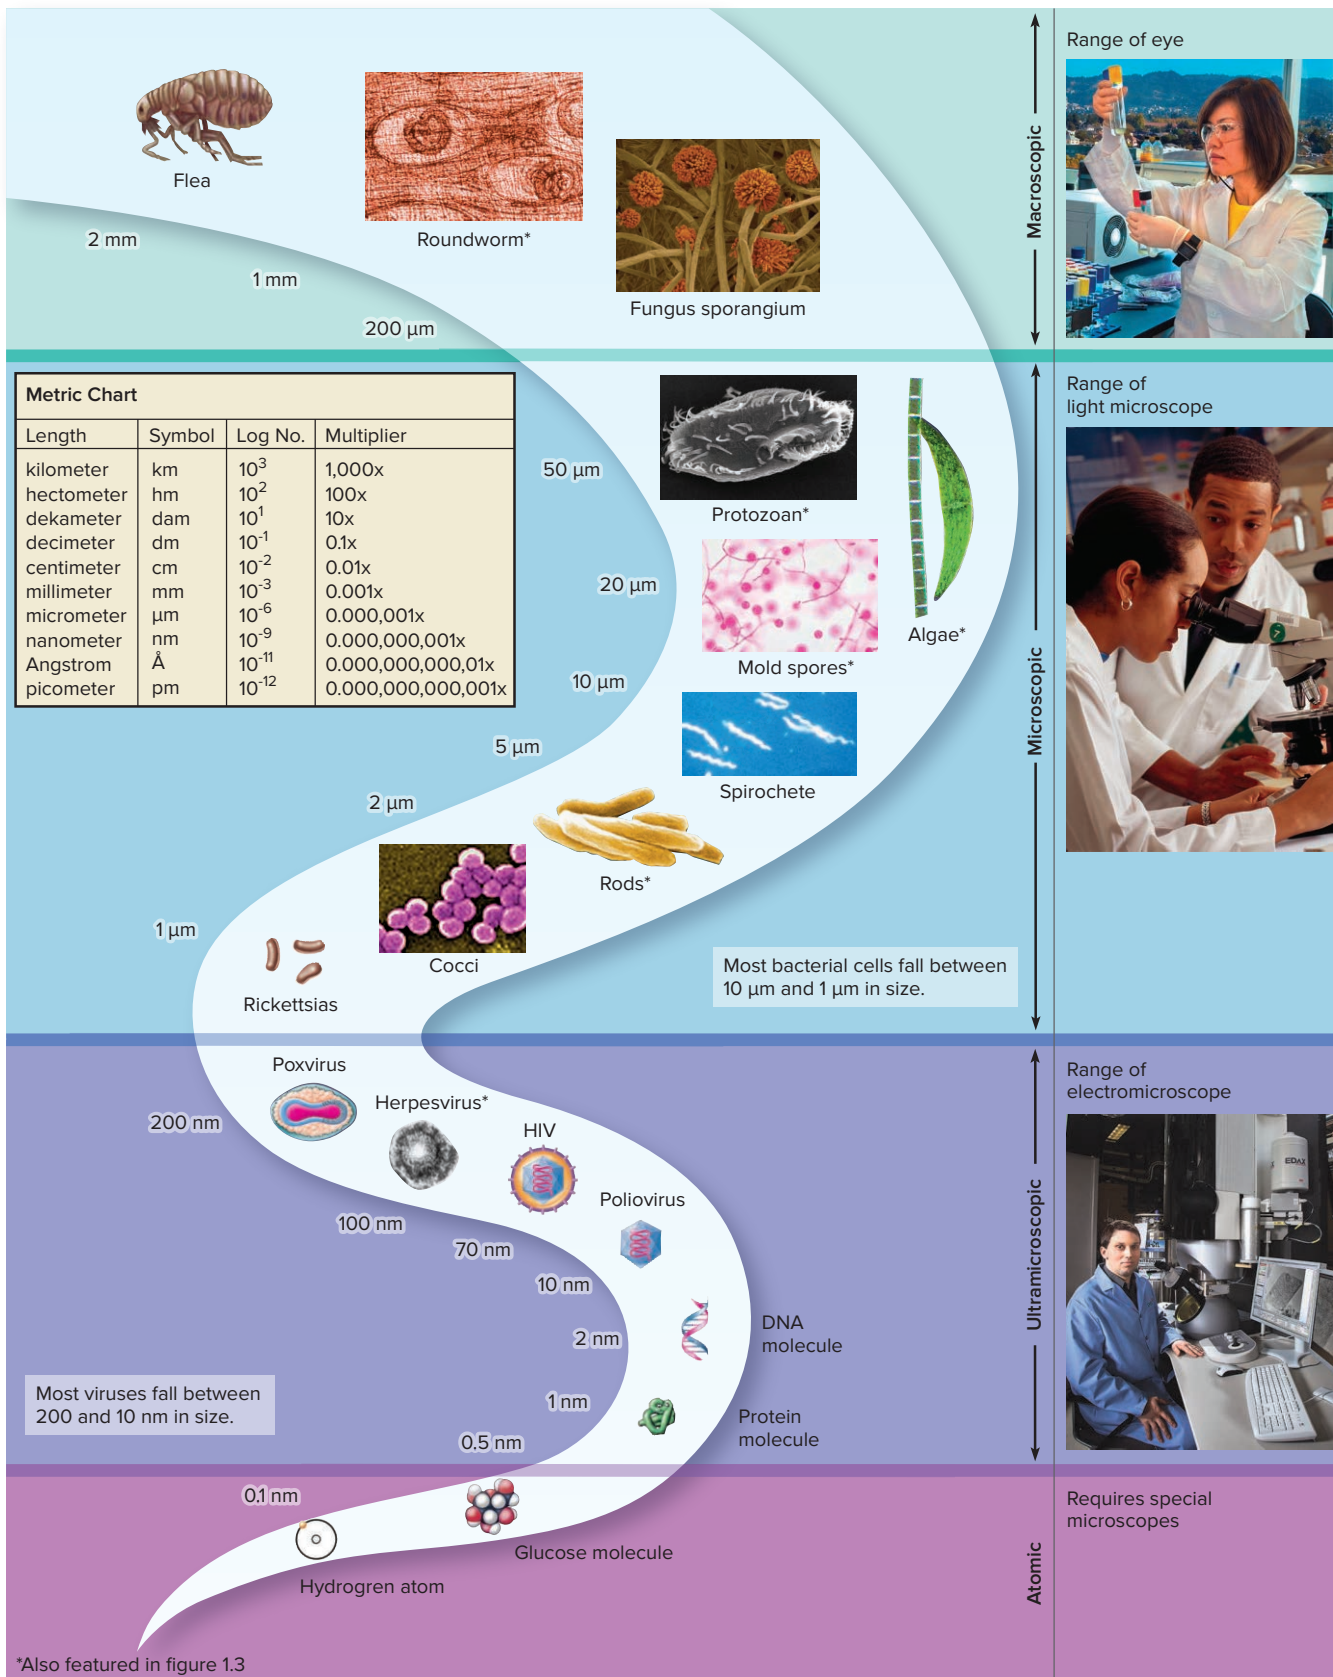 Range of eye
Macroscopic
Flea
Roundworm*
Fungus sporangium
2 mm
1 mm
200 µm
Range of
light microscope
Microscopic
Metric Chart
Length Symbol Log No. Multiplier
kilometer km 10³ 1,000x
hectometer hm 10² 100x
dekameter dam 10¹ 10x
decimeter dm 10⁻¹ 0.1x
centimeter cm 10⁻² 0.01x
millimeter mm 10⁻³ 0.001x
micrometer µm 10⁻⁶ 0.000,001x
nanometer nm 10⁻⁹ 0.000,000,001x
Angstrom Å 10⁻¹¹ 0.000,000,000,01x
picometer pm 10⁻¹² 0.000,000,000,001x
50 µm
Protozoan*
20 µm
Algae*
Mold spores*
10 µm
5 µm
Spirochete
2 µm
Rods*
1 µm
Cocci
Rickettsias
Most bacterial cells fall between
10 µm and 1 µm in size.
7
Range of
electromicroscope
Ultramicroscopic
EDAX
Poxvirus
Herpesvirus*
200 nm
HIV
Poliovirus
100 nm
70 nm
10 nm
DNA
molecule
2 nm
Most viruses fall between
200 and 10 nm in size.
1 nm
Protein
molecule
0.5 nm
0.1 nm
Requires special
microscopes
Atomic
Glucose molecule
Hydrogren atom
*Also featured in figure 1.3